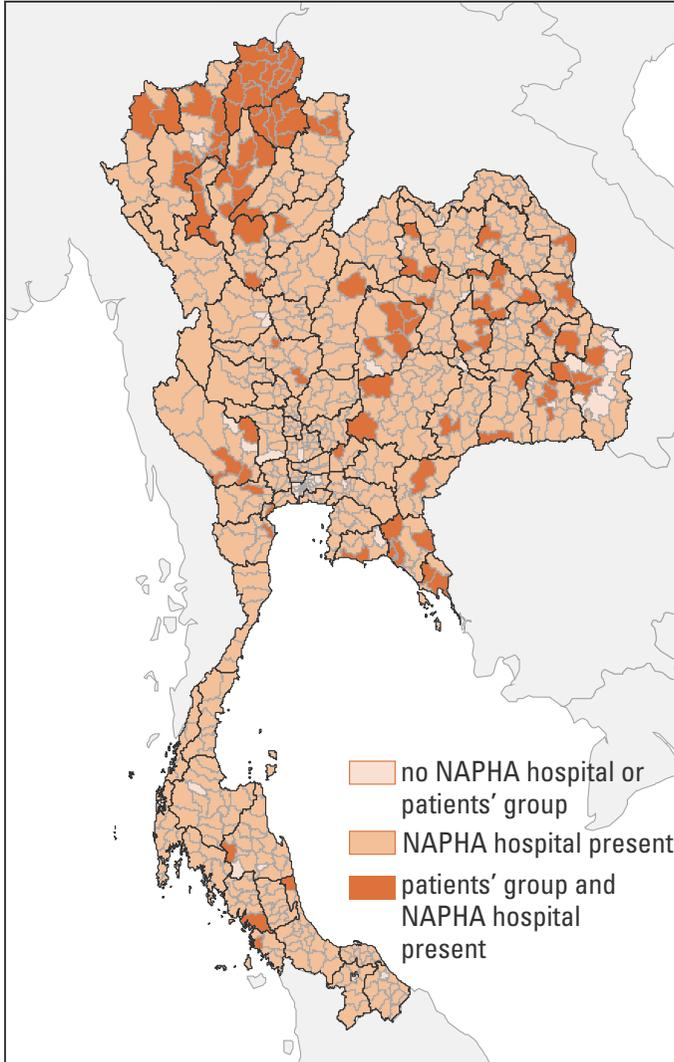 no NAPHA hospital or
patients’ group
NAPHA hospital present
patients’ group and
NAPHA hospital
present